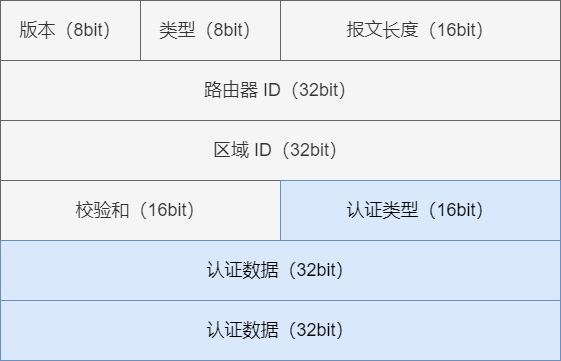 版本（8bit） 类型（8bit） 报文长度（16bit）
路由器 ID（32bit）
区域 ID（32bit）
校验和（16bit） 认证类型（16bit）
认证数据（32bit）
认证数据（32bit）